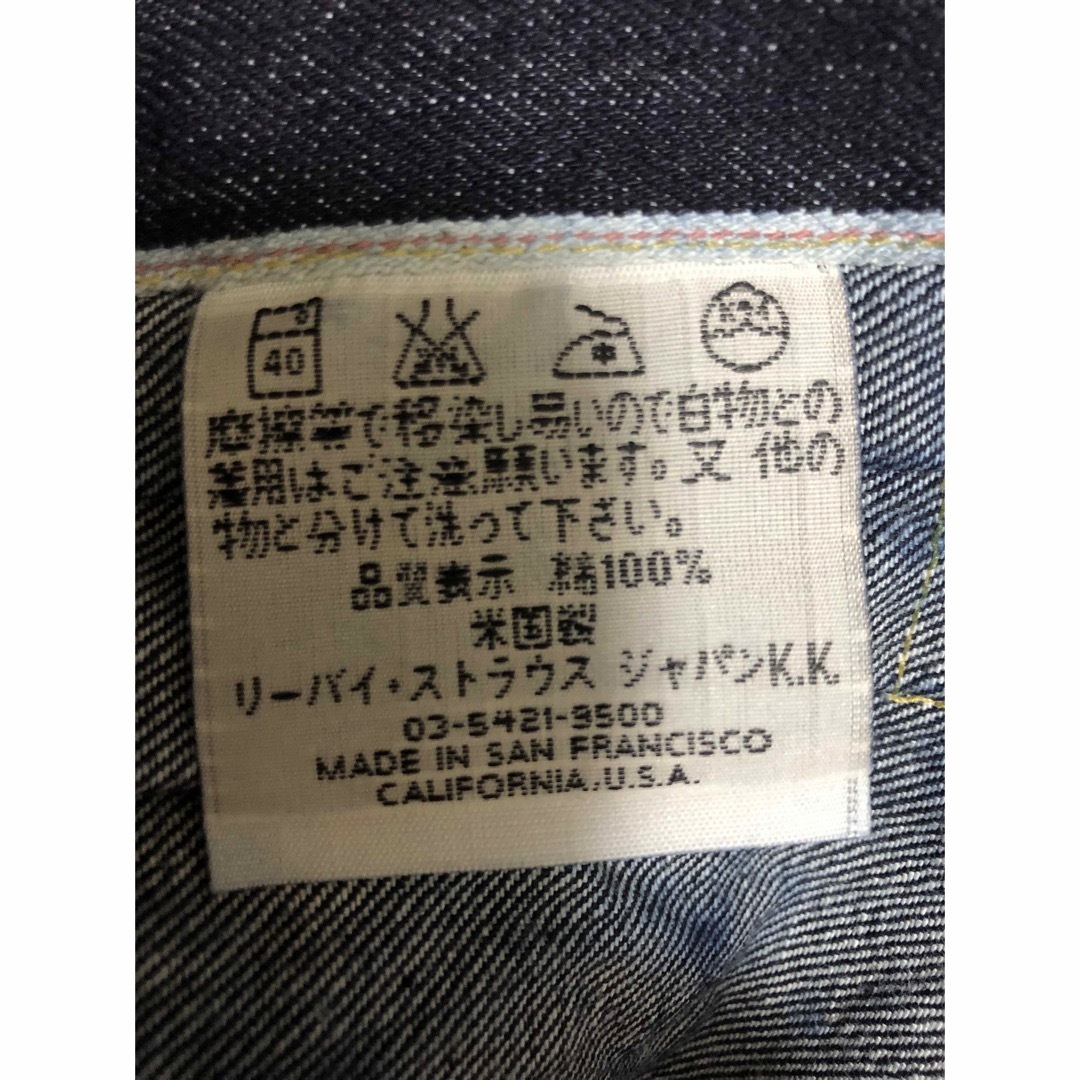 40
摩擦等で移染し易いので白物との
着用はご注意願います。又 他の
物と分けて洗って下さい。
品質表示 綿100%
米国製
リーバイ・ストラウス ジャパンK.K.
03-5421-9500
MADE IN SAN FRANCISCO
CALIFORNIA,U.S.A.